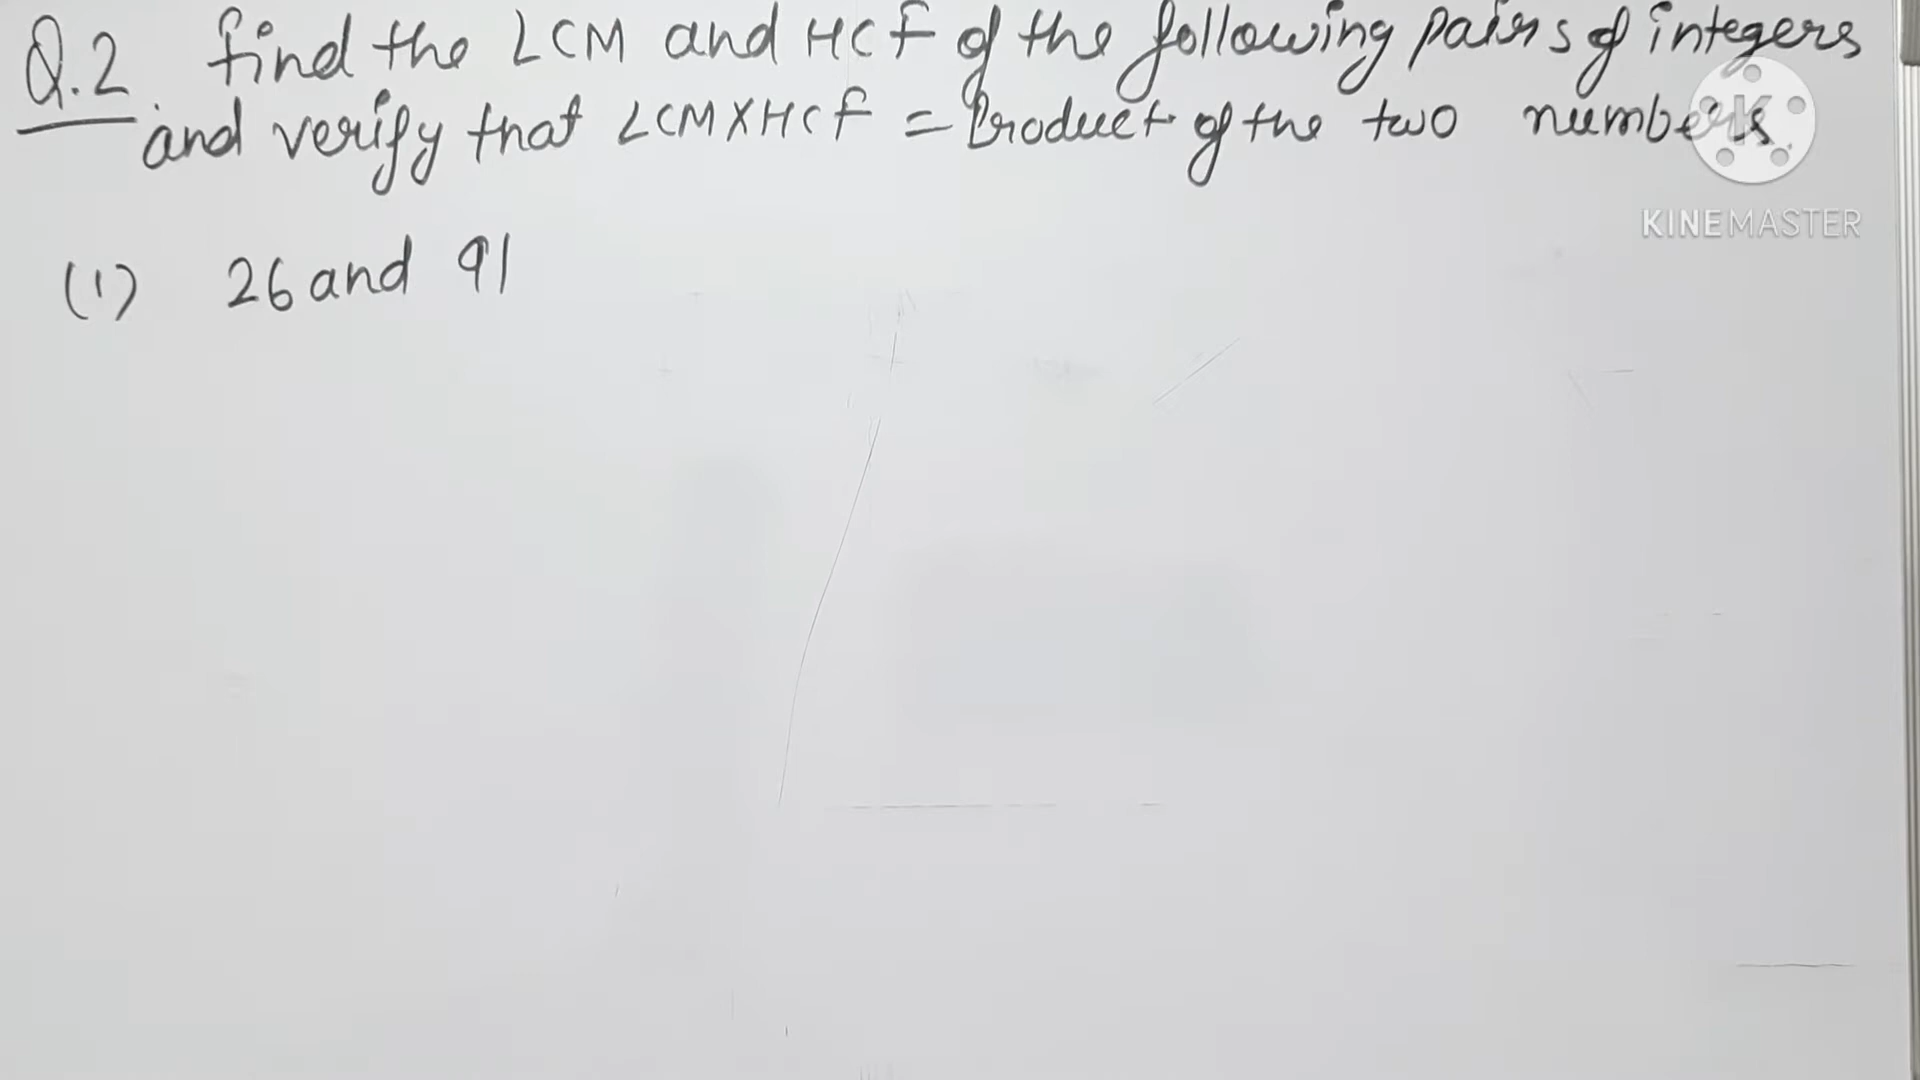 Q.2 find the LCM and HCF of the following pairs of integers
and verify that LCM×HCF = Product of the two numbers.
K
KINEMASTER
(1) 26 and 91